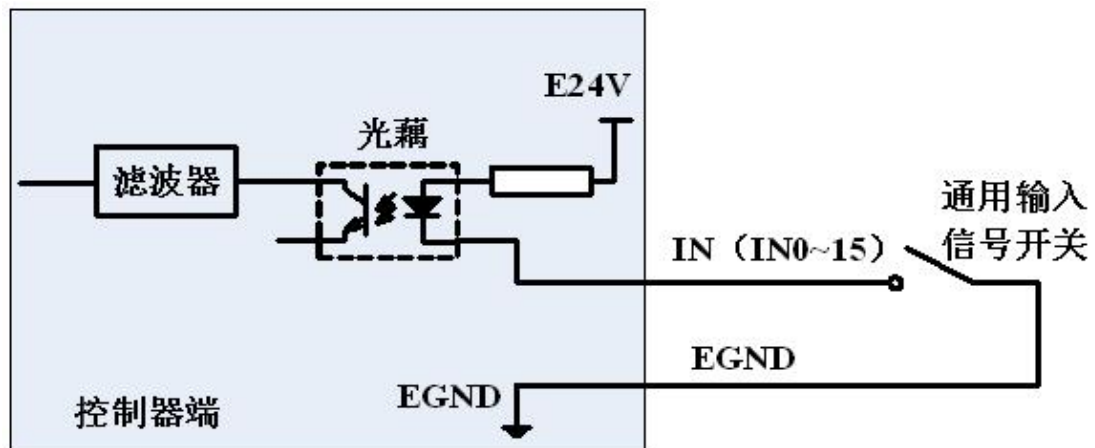 E24V
光藕
滤波器
通用输入
信号开关
IN（IN0~15）
EGND
EGND
控制器端